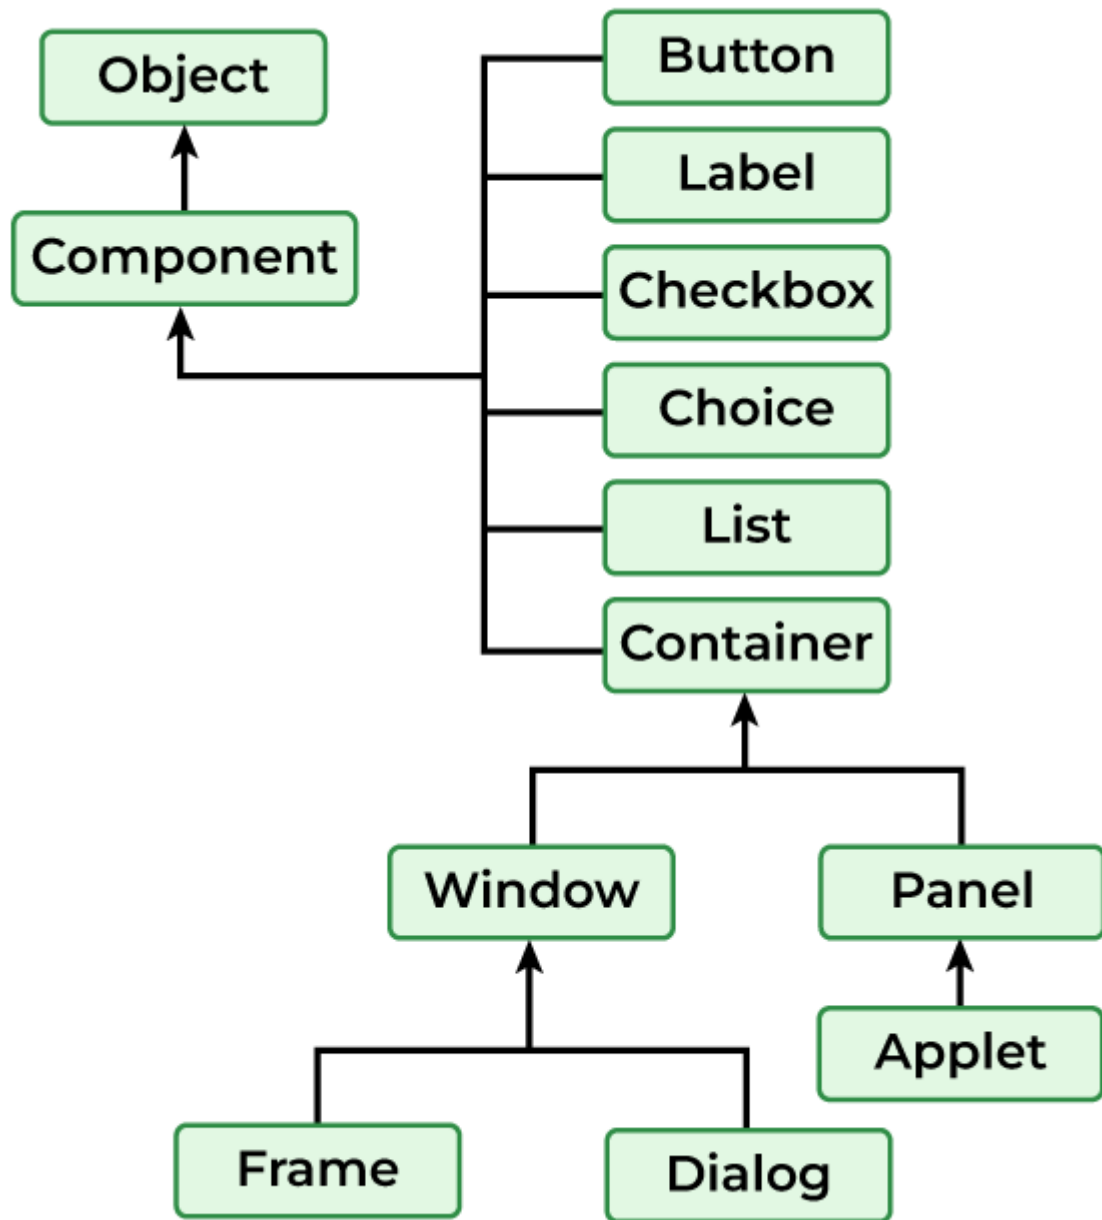 Object
Component
Button
Label
Checkbox
Choice
List
Container
Window
Panel
Applet
Frame
Dialog